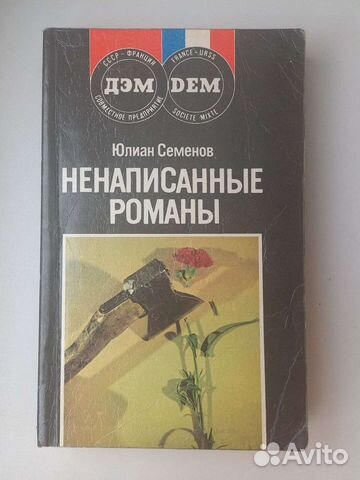 СССР - ФРАНЦИЯ
ДЭМ
СОВМЕСТНОЕ ПРЕДПРИЯТИЕ
FRANCE - URSS
DEM
SOCIETE MIXTE
Юлиан Семенов
НЕНАПИСАННЫЕ
РОМАНЫ
Avito